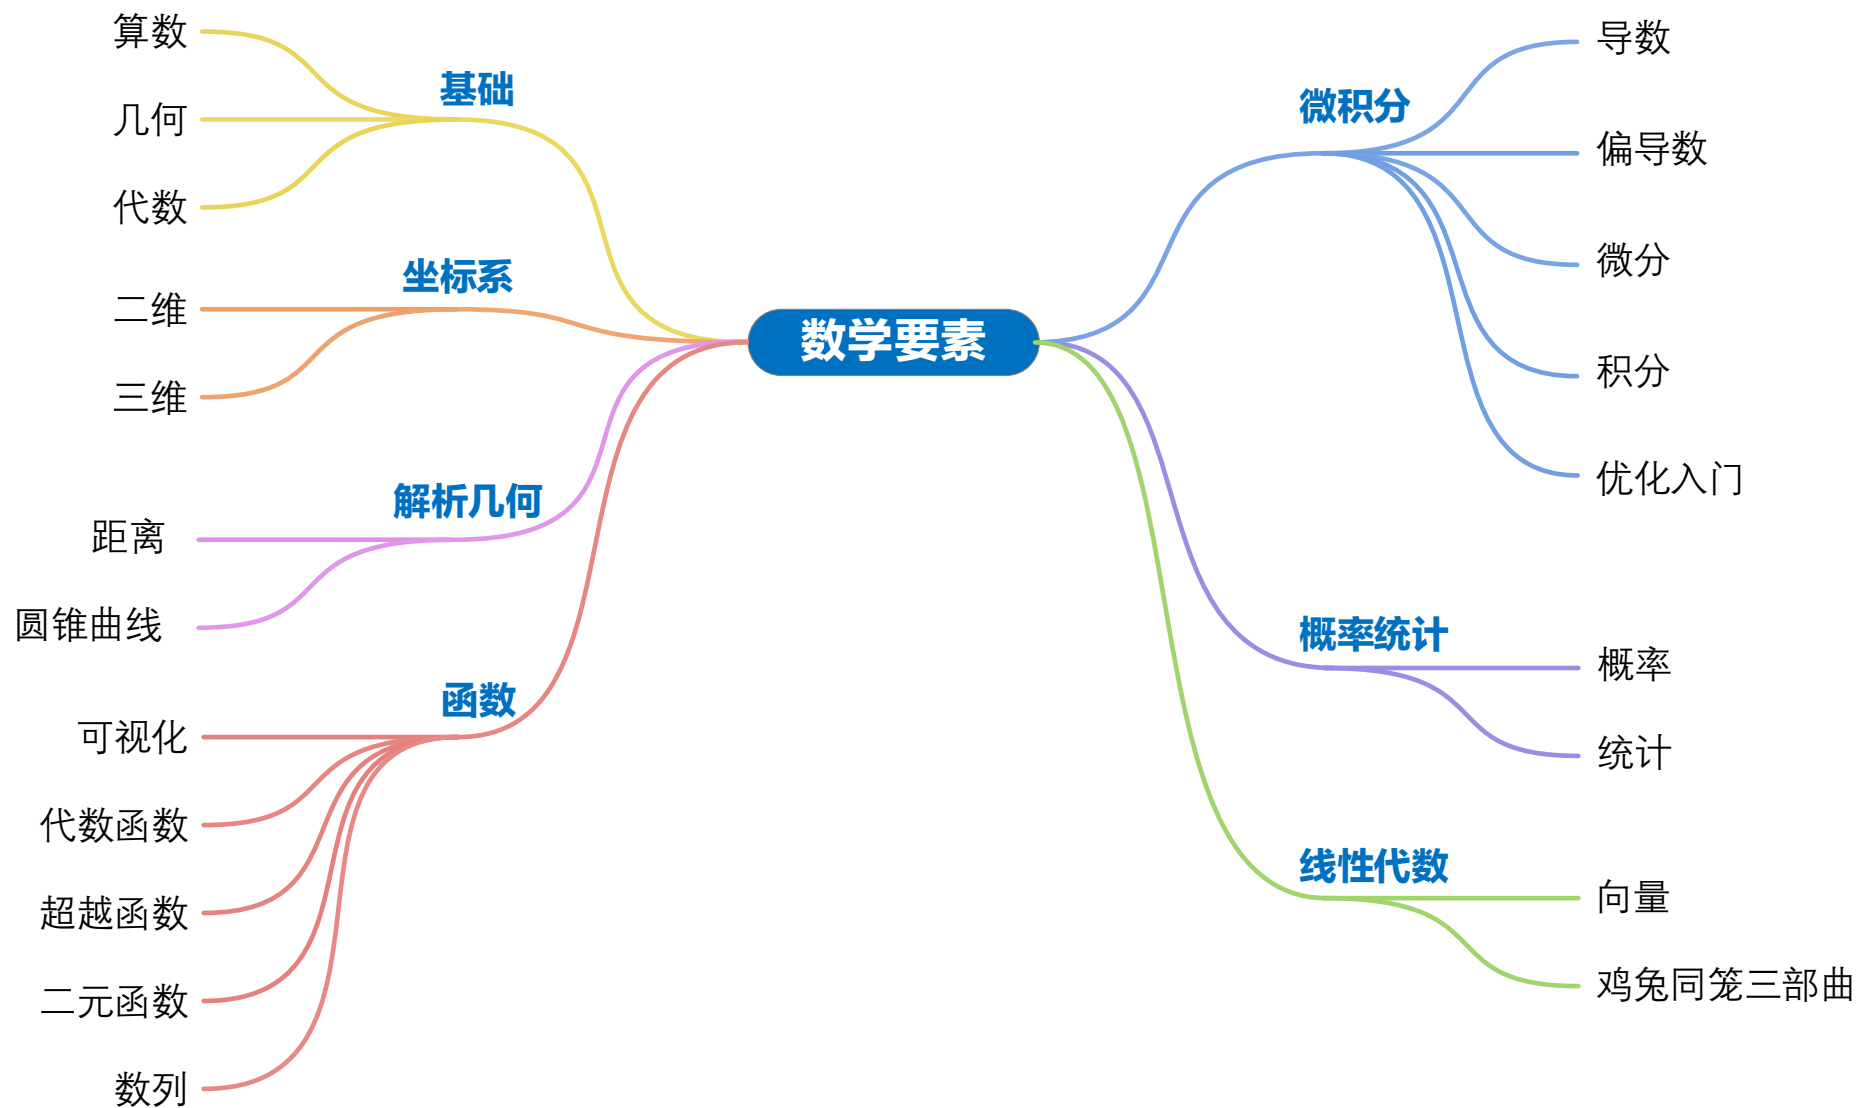 数学要素
基础
算数
几何
代数
坐标系
二维
三维
解析几何
距离
圆锥曲线
函数
可视化
代数函数
超越函数
二元函数
数列
微积分
导数
偏导数
微分
积分
优化入门
概率统计
概率
统计
线性代数
向量
鸡兔同笼三部曲